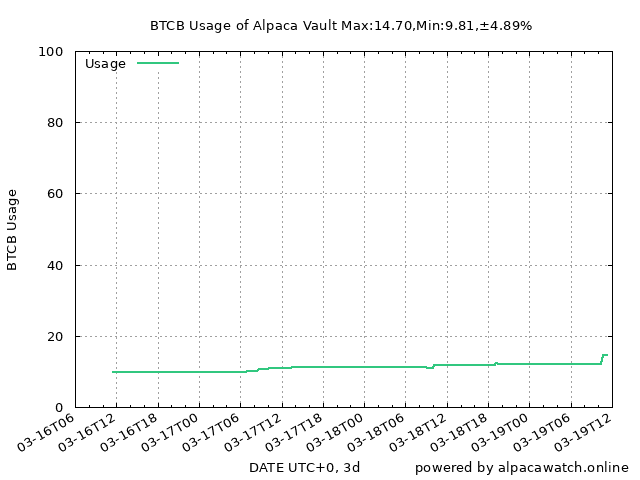 BTCB Usage of Alpaca Vault Max:14.70,Min:9.81,±4.89%
Usage
BTCB Usage
100
80
60
40
20
0
03-16T06
03-16T12
03-16T18
03-17T00
03-17T06
03-17T12
03-17T18
03-18T00
03-18T06
03-18T12
03-18T18
03-19T00
03-19T06
03-19T12
DATE UTC+0, 3d
powered by alpacawatch.online